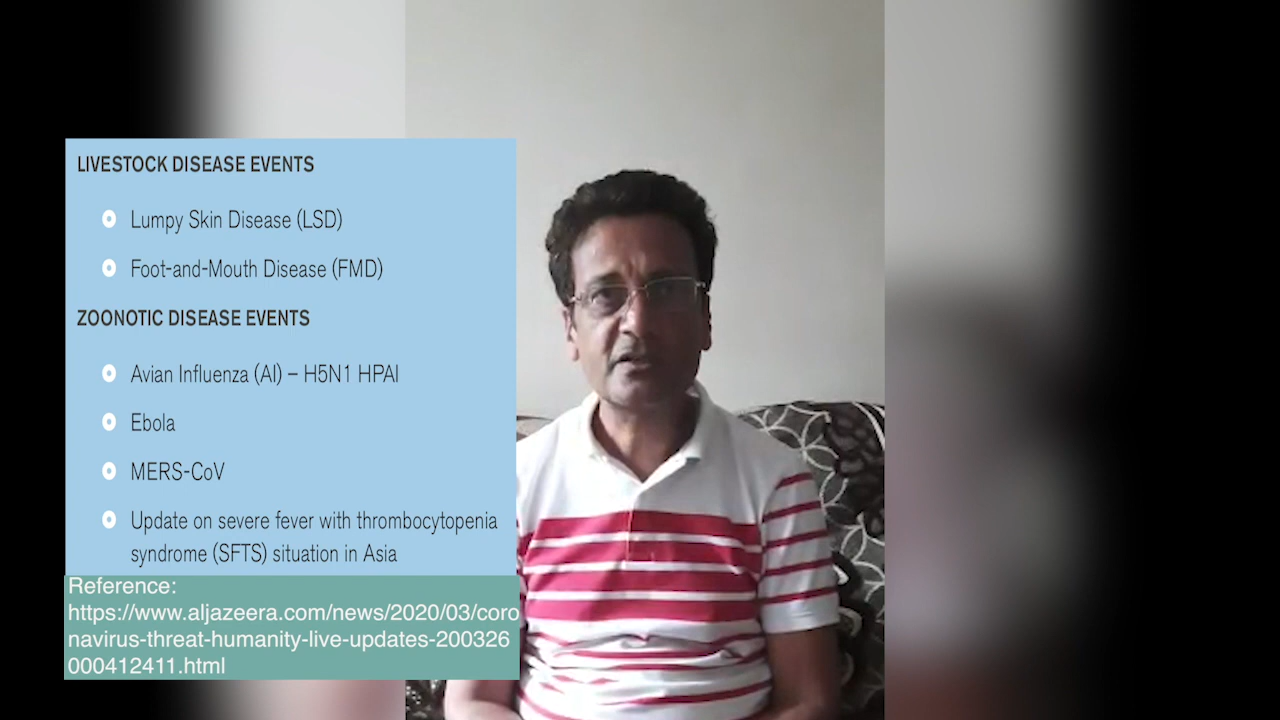 LIVESTOCK DISEASE EVENTS
Lumpy Skin Disease (LSD)
Foot-and-Mouth Disease (FMD)
ZOONOTIC DISEASE EVENTS
Avian Influenza (AI) – H5N1 HPAI
Ebola
MERS-CoV
Update on severe fever with thrombocytopenia
syndrome (SFTS) situation in Asia
Reference:
https://www.aljazeera.com/news/2020/03/coro
navirus-threat-humanity-live-updates-200326
000412411.html